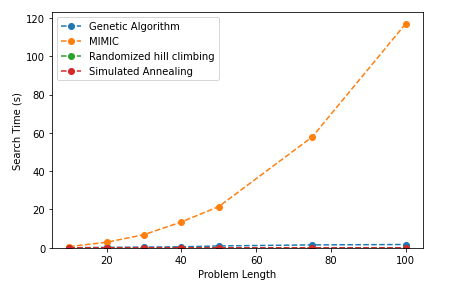 120
100
80
60
40
20
0
Search Time (s)
Genetic Algorithm
MIMIC
Randomized hill climbing
Simulated Annealing
20 40 60 80 100
Problem Length